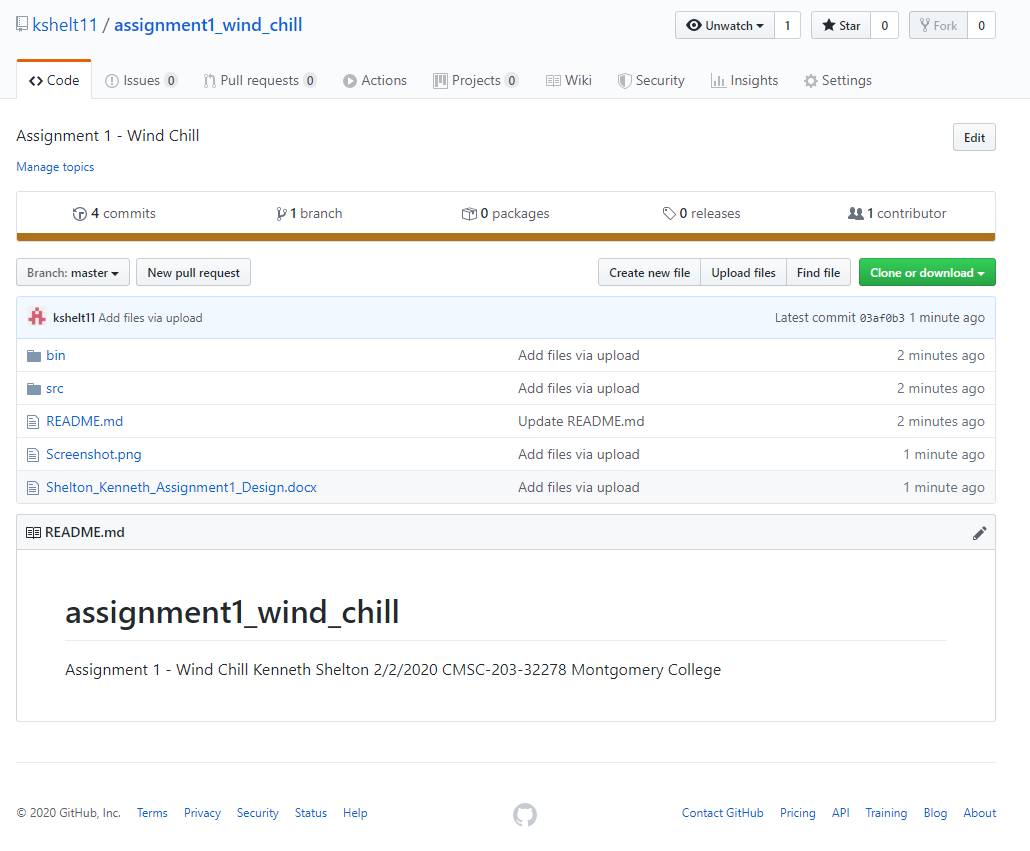 kshelt11 / assignment1_wind_chill Unwatch 1 Star 0 Fork 0
Code Issues 0 Pull requests 0 Actions Projects 0 Wiki Security Insights Settings
Assignment 1 - Wind Chill Edit
Manage topics
4 commits 1 branch 0 packages 0 releases 1 contributor
Branch: master New pull request Create new file Upload files Find file Clone or download
kshelt11 Add files via upload Latest commit 03af0b3 1 minute ago
bin Add files via upload 2 minutes ago
src Add files via upload 2 minutes ago
README.md Update README.md 2 minutes ago
Screenshot.png Add files via upload 1 minute ago
Shelton_Kenneth_Assignment1_Design.docx Add files via upload 1 minute ago
README.md
assignment1_wind_chill
Assignment 1 - Wind Chill Kenneth Shelton 2/2/2020 CMSC-203-32278 Montgomery College
© 2020 GitHub, Inc. Terms Privacy Security Status Help Contact GitHub Pricing API Training Blog About